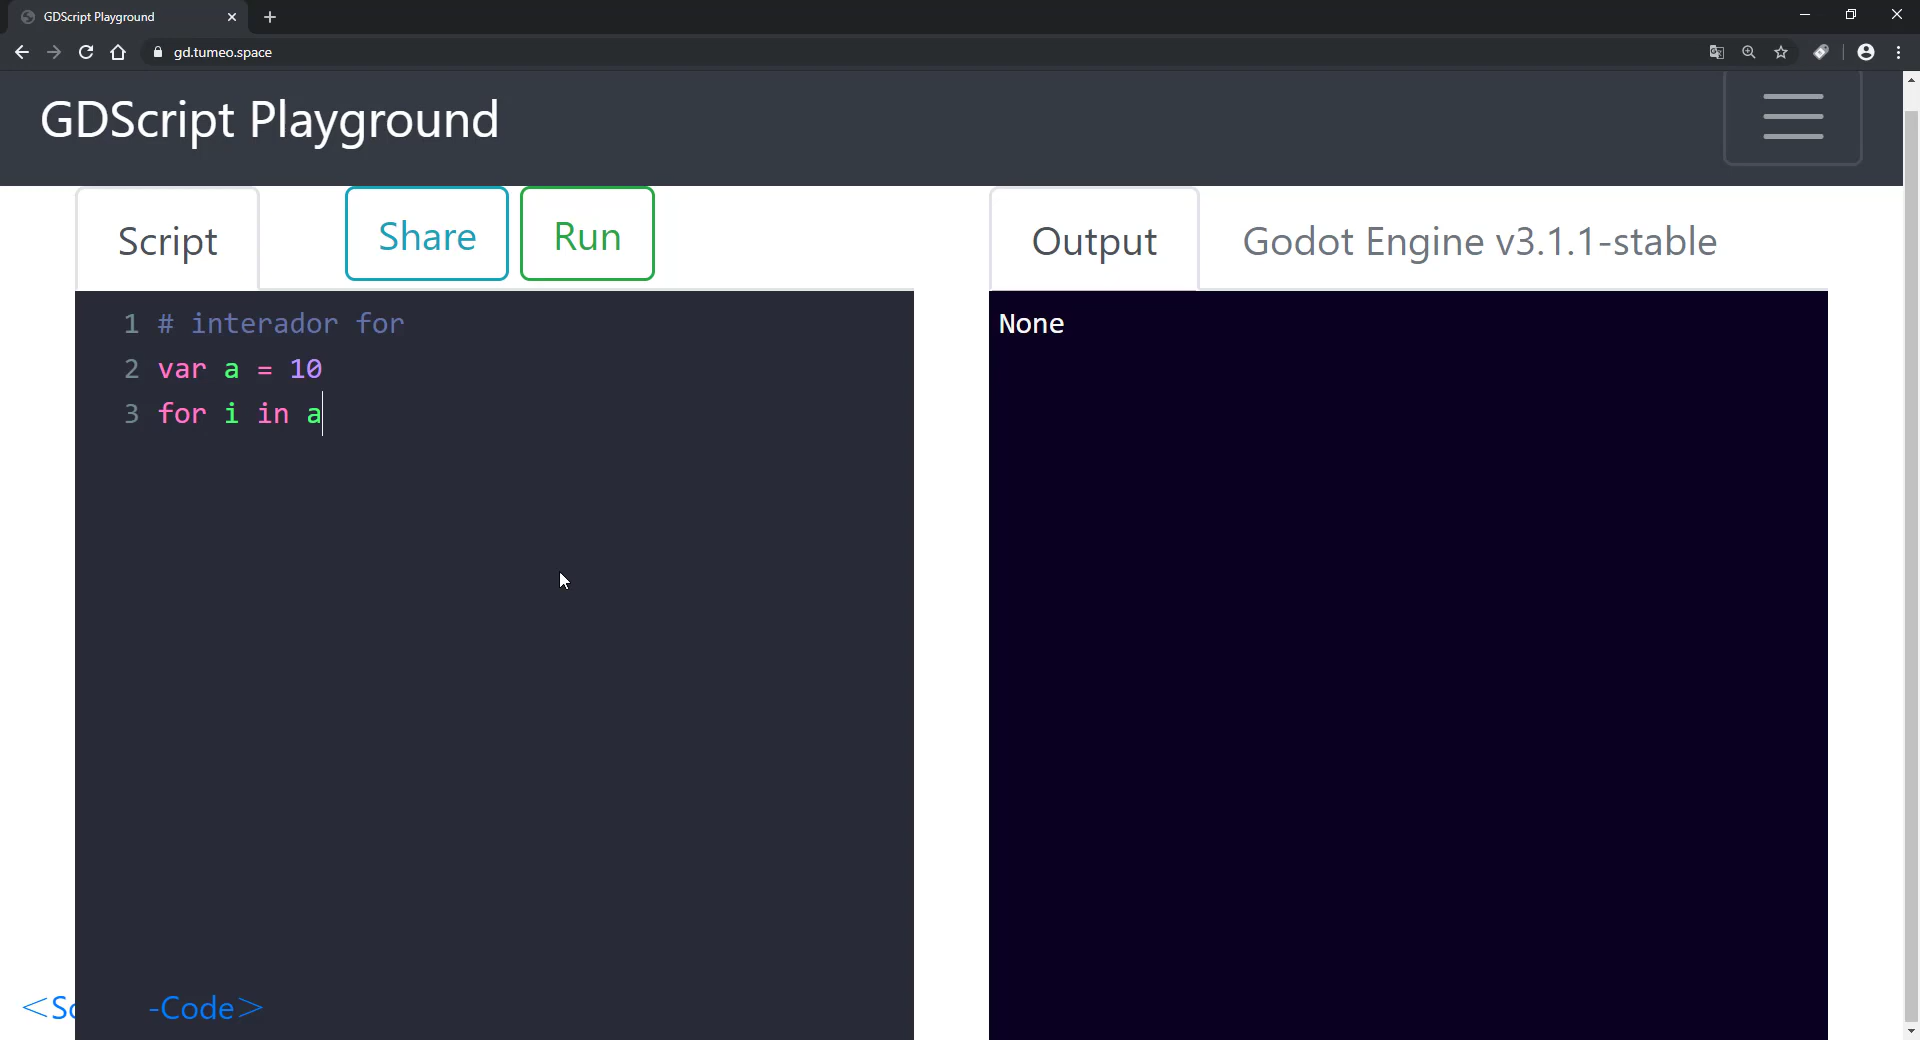 GDScript Playground
gd.tumeo.space
GDScript Playground
Script
Share
Run
Output
Godot Engine v3.1.1-stable
1 # interador for
2 var a = 10
3 for i in a
None
-Code>